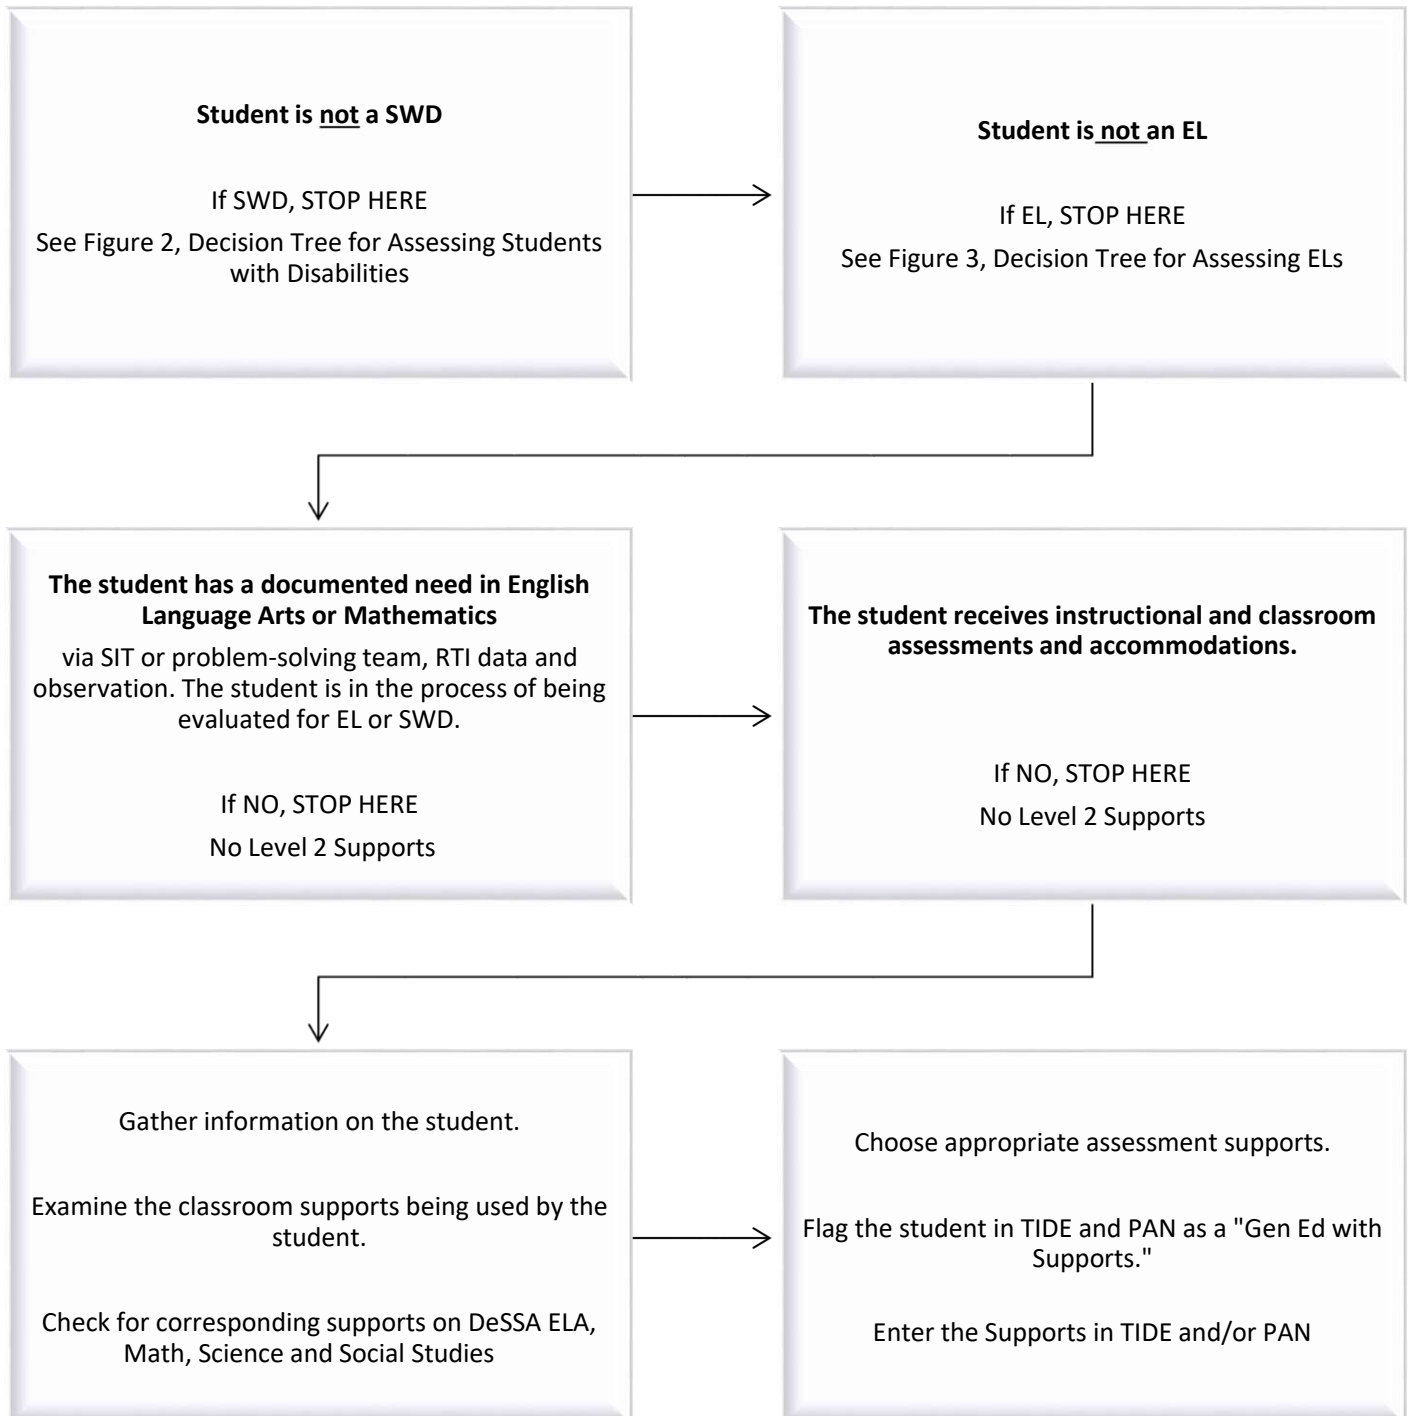 Student is not a SWD
If SWD, STOP HERE
See Figure 2, Decision Tree for Assessing Students
with Disabilities
Student is not an EL
If EL, STOP HERE
See Figure 3, Decision Tree for Assessing ELs
The student has a documented need in English
Language Arts or Mathematics
via SIT or problem-solving team, RTI data and
observation. The student is in the process of being
evaluated for EL or SWD.
If NO, STOP HERE
No Level 2 Supports
The student receives instructional and classroom
assessments and accommodations.
If NO, STOP HERE
No Level 2 Supports
Gather information on the student.
Examine the classroom supports being used by the
student.
Check for corresponding supports on DeSSA ELA,
Math, Science and Social Studies
Choose appropriate assessment supports.
Flag the student in TIDE and PAN as a "Gen Ed with
Supports."
Enter the Supports in TIDE and/or PAN